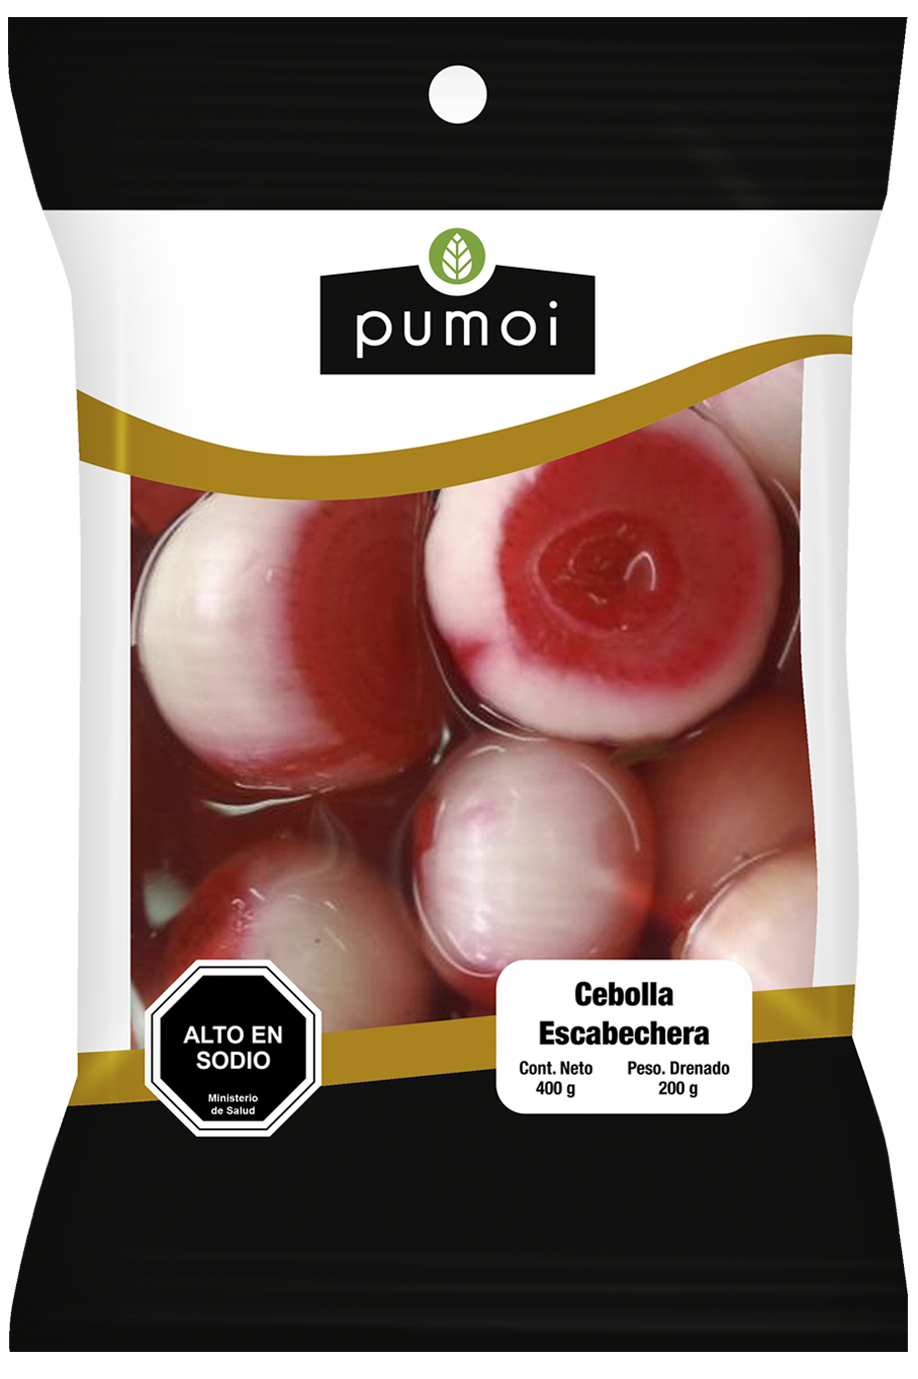 pumoi
ALTO EN
SODIO
Ministerio
de Salud
Cebolla
Escabechera
Cont. Neto
400 g
Peso. Drenado
200 g